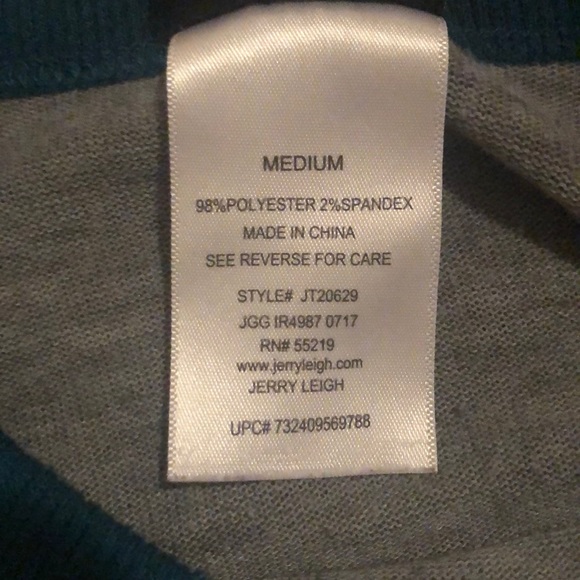 MEDIUM
98%POLYESTER 2%SPANDEX
MADE IN CHINA
SEE REVERSE FOR CARE
STYLE# JT20629
JGG IR4987 0717
RN# 55219
www.jerryleigh.com
JERRY LEIGH
UPC# 732409569788